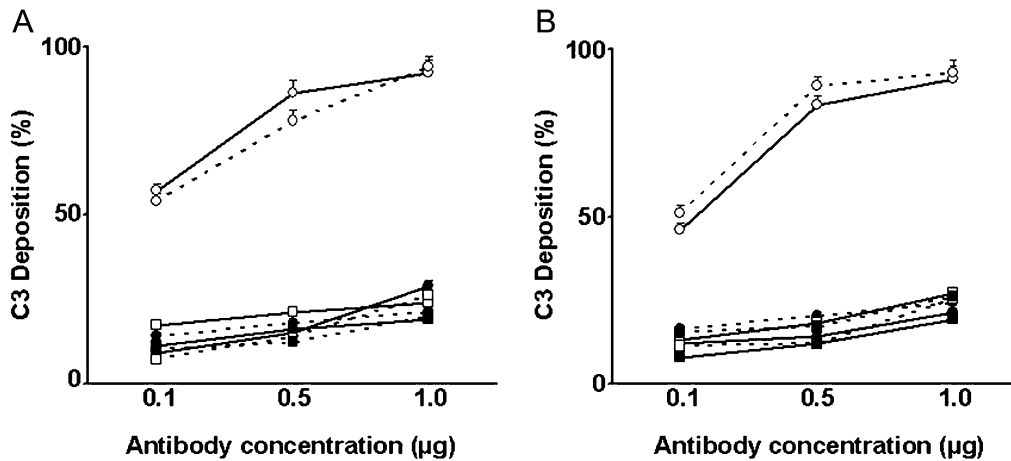 A
C3 Deposition (%)
100
50
0
0.1 0.5 1.0
Antibody concentration (µg)
B
C3 Deposition (%)
100
50
0
0.1 0.5 1.0
Antibody concentration (µg)